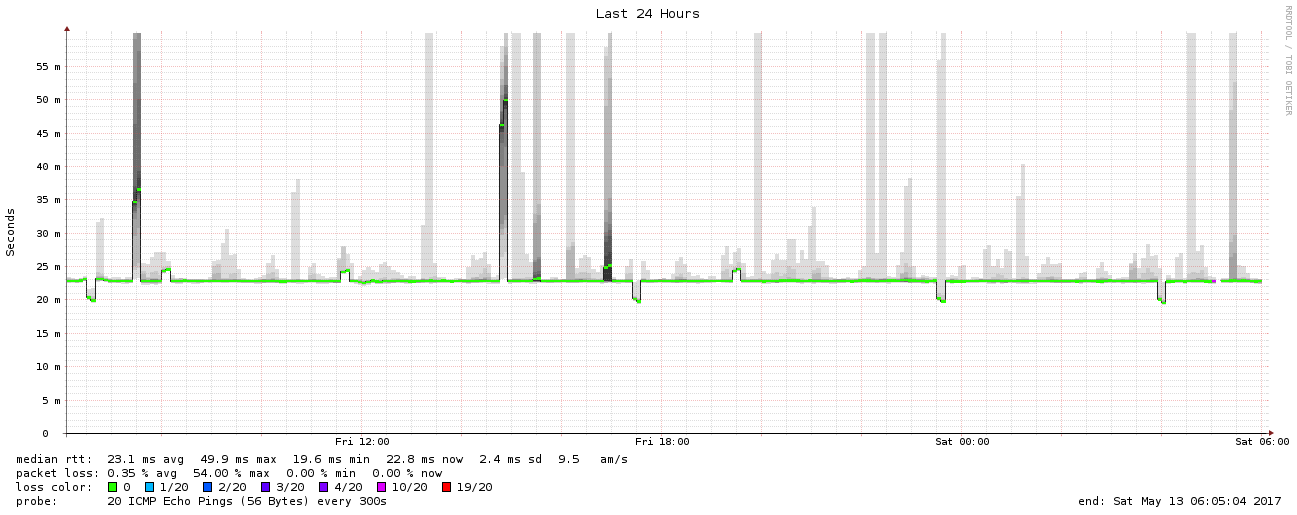 Last 24 Hours
RRDTOOL / TOBI OETIKER
Seconds
55 m
50 m
45 m
40 m
35 m
30 m
25 m
20 m
15 m
10 m
5 m
0
Fri 12:00 Fri 18:00 Sat 00:00 Sat 06:00
median rtt: 23.1 ms avg 49.9 ms max 19.6 ms min 22.8 ms now 2.4 ms sd 9.5 am/s
packet loss: 0.35 % avg 54.00 % max 0.00 % min 0.00 % now
loss color: 0 1/20 2/20 3/20 4/20 10/20 19/20
probe: 20 ICMP Echo Pings (56 Bytes) every 300s end: Sat May 13 06:05:04 2017